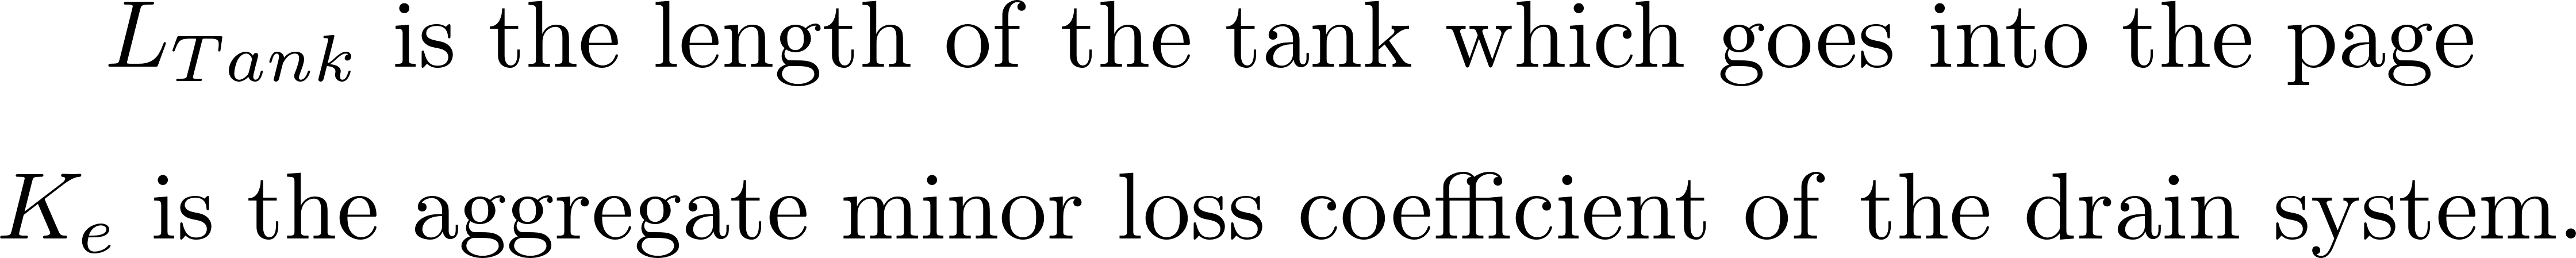 L_{Tank} is the length of the tank which goes into the page
K_e is the aggregate minor loss coefficient of the drain system.